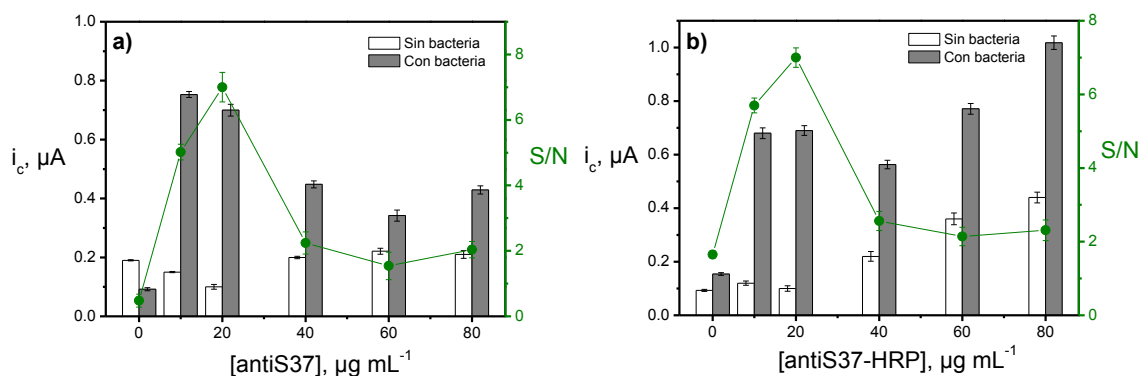 a)
Sin bacteria
Con bacteria
1.0
0.8
0.6
0.4
0.2
0.0
i_c, µA
8
6
4
2
0
S/N
0 20 40 60 80
[antiS37], µg mL⁻¹
b)
Sin bacteria
Con bacteria
1.0
0.8
0.6
0.4
0.2
0.0
i_c, µA
8
6
4
2
0
S/N
0 20 40 60 80
[antiS37-HRP], µg mL⁻¹